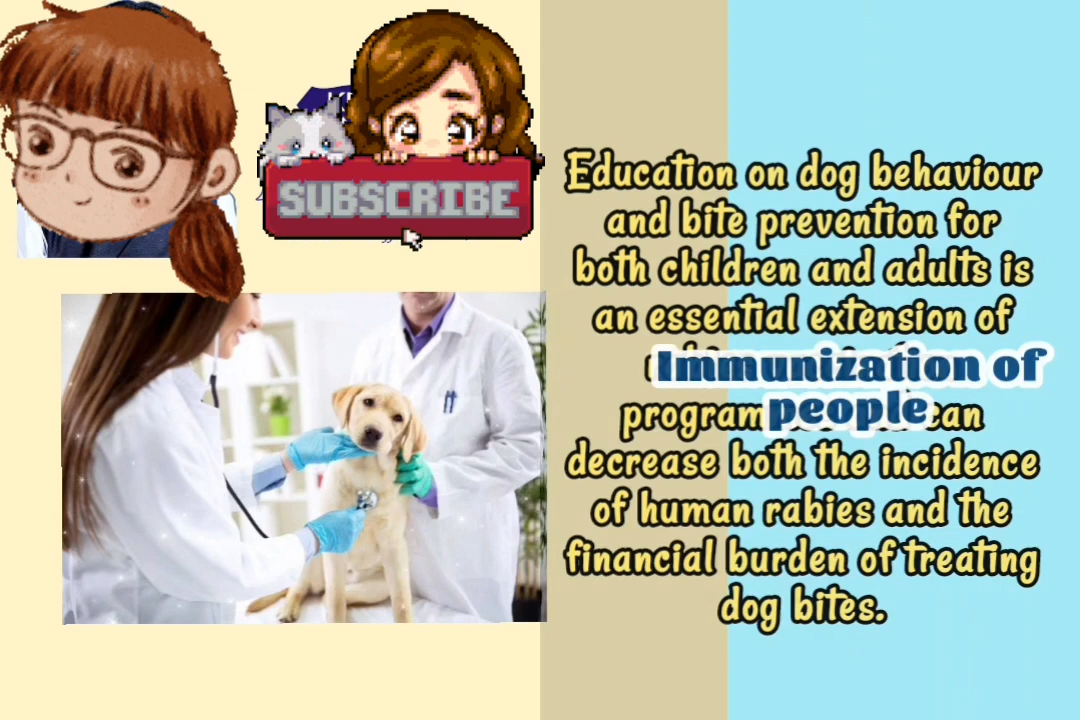 SUBSCRIBE
Education on dog behaviour
and bite prevention for
both children and adults is
an essential extension of
Immunization of
people
program can
decrease both the incidence
of human rabies and the
financial burden of treating
dog bites.